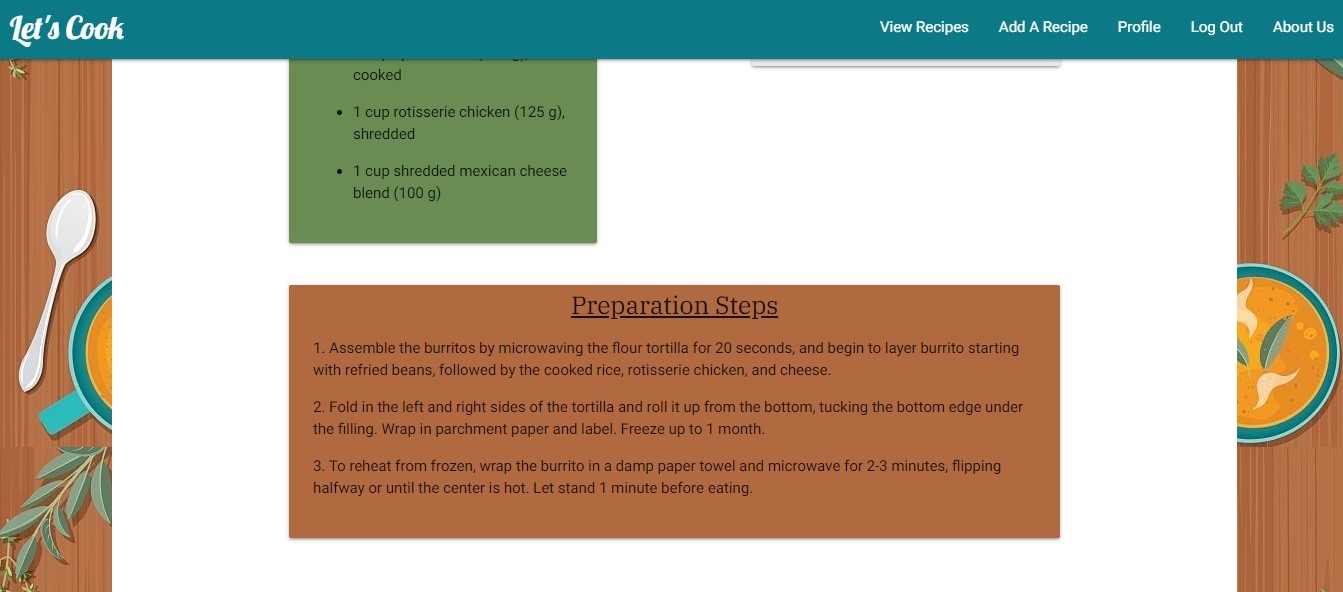 Let's Cook
View Recipes Add A Recipe Profile Log Out About Us
cooked
1 cup rotisserie chicken (125 g),
shredded
1 cup shredded mexican cheese
blend (100 g)
Preparation Steps
1. Assemble the burritos by microwaving the flour tortilla for 20 seconds, and begin to layer burrito starting
with refried beans, followed by the cooked rice, rotisserie chicken, and cheese.
2. Fold in the left and right sides of the tortilla and roll it up from the bottom, tucking the bottom edge under
the filling. Wrap in parchment paper and label. Freeze up to 1 month.
3. To reheat from frozen, wrap the burrito in a damp paper towel and microwave for 2-3 minutes, flipping
halfway or until the center is hot. Let stand 1 minute before eating.